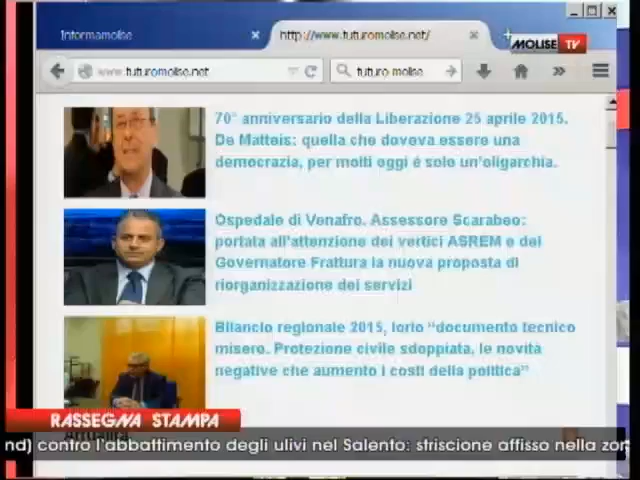 Informamolise
http://www.futuromolise.net/
MOLISE TV
www.futuromolise.net
futuro molise
70° anniversario della Liberazione 25 aprile 2015.
De Matteis: quella che doveva essere una
democrazia, per molti oggi é solo un'oligarchia.
Ospedale di Venafro. Assessore Scarabeo:
portata all'attenzione dei vertici ASREM e del
Governatore Frattura la nuova proposta di
riorganizzazione dei servizi
Bilancio regionale 2015, Iorio "documento tecnico
misero. Protezione civile sdoppiata, le novità
negative che aumento i costi della politica"
RASSEGNA STAMPA
nd) contro l'abbattimento degli ulivi nel Salento: striscione affisso nella zon